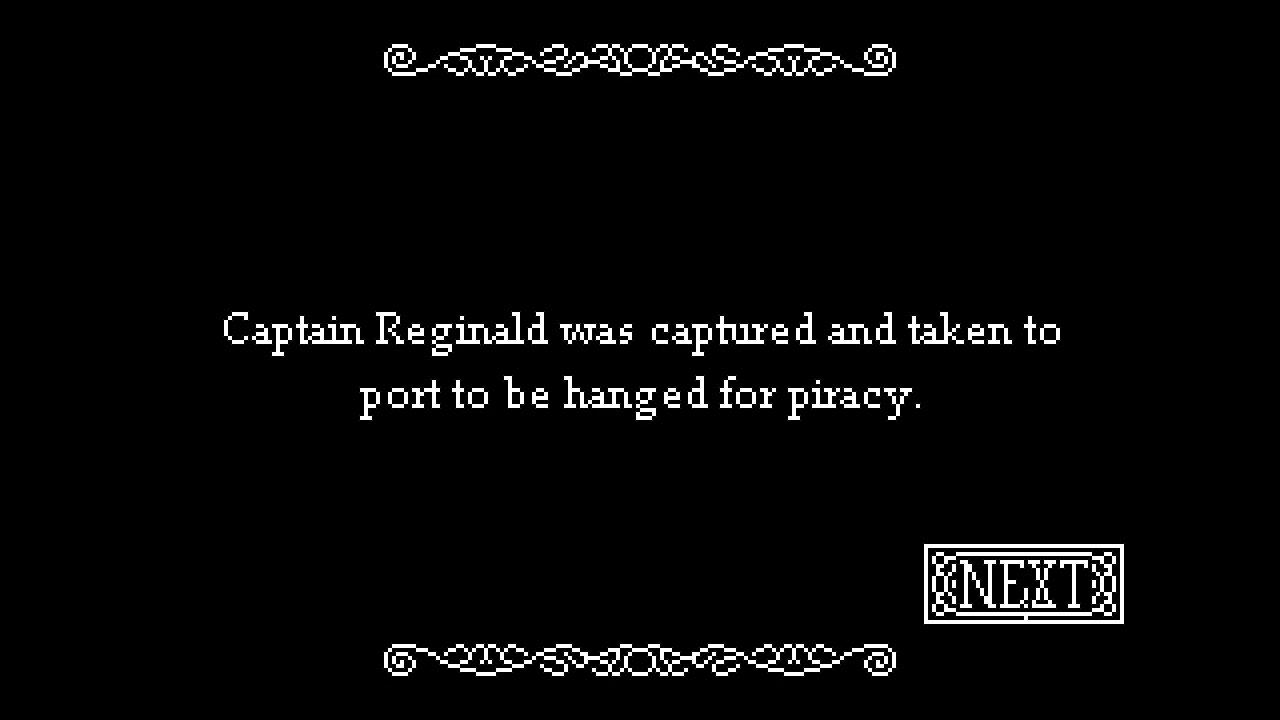 Captain Reginald was captured and taken to
port to be hanged for piracy.
NEXT